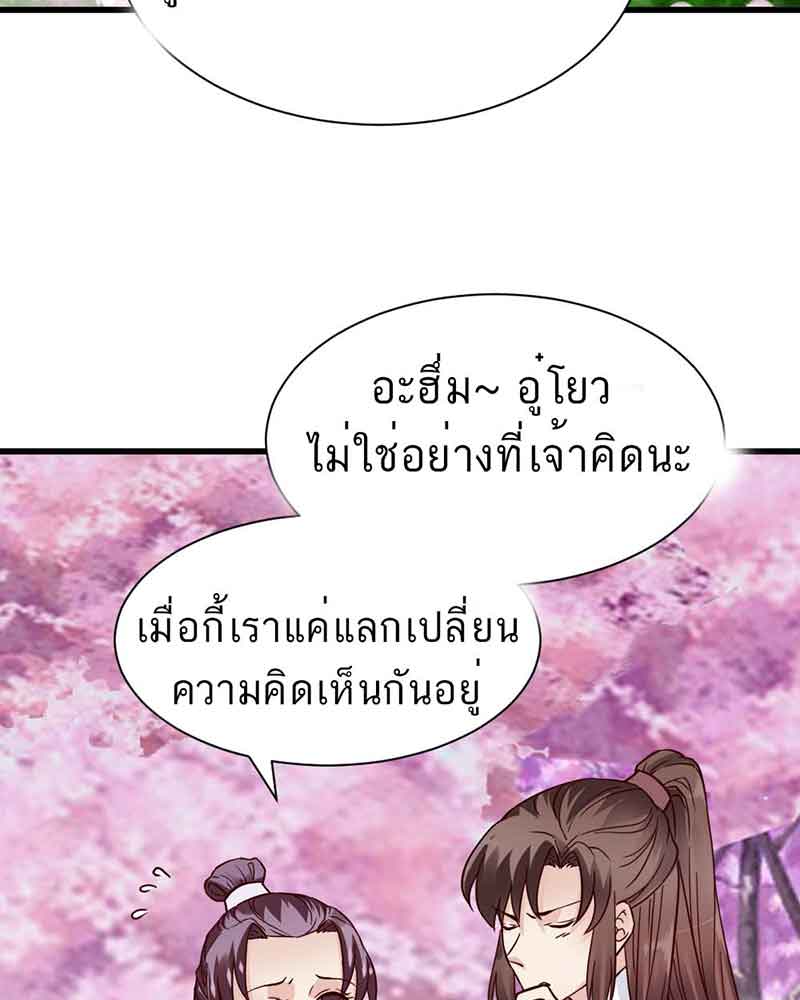 อะฮึ่ม~ อู๋โยว
ไม่ใช่อย่างที่เจ้าคิดนะ
เมื่อกี้เราแค่แลกเปลี่ยน
ความคิดเห็นกันอยู่